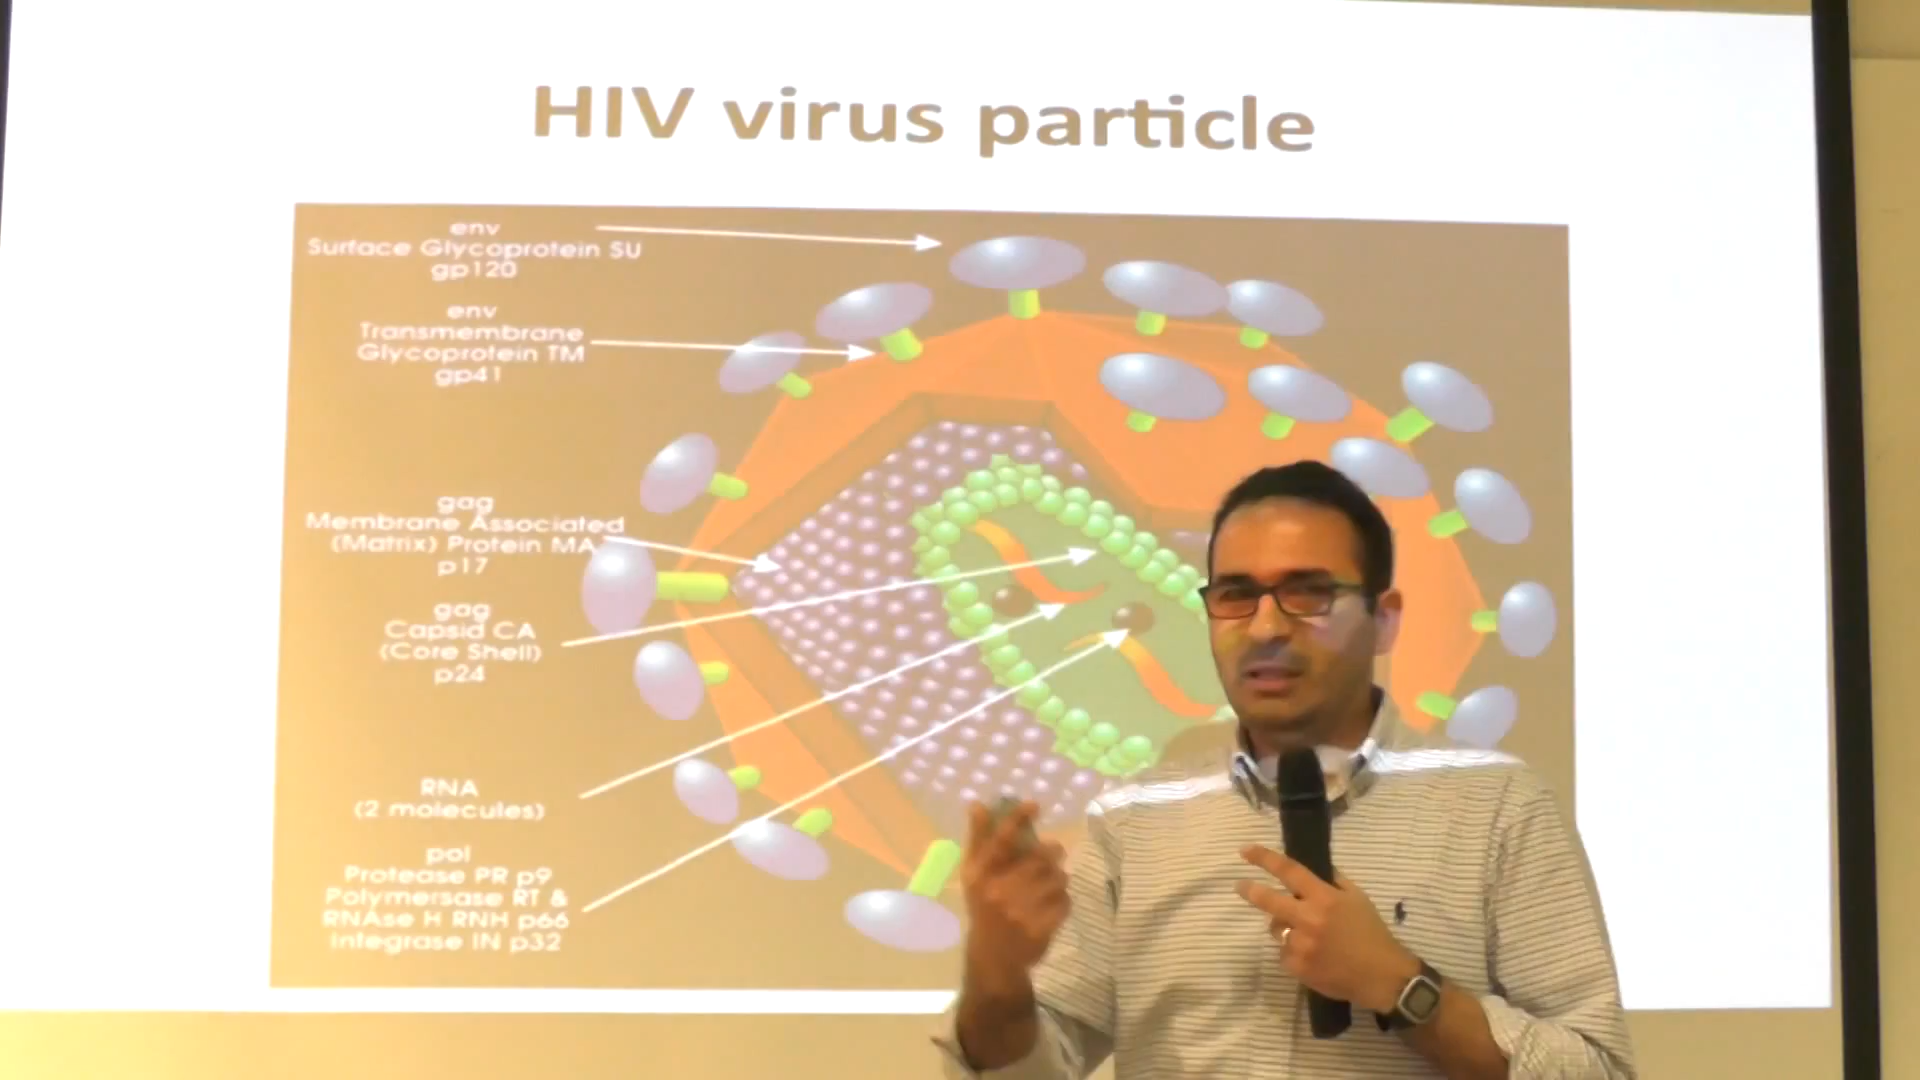 HIV virus particle
env
Surface Glycoprotein SU
gp120
env
Transmembrane
Glycoprotein TM
gp41
gag
Membrane Associated
(Matrix) Protein MA
p17
gag
Capsid CA
(Core Shell)
p24
RNA
(2 molecules)
pol
Protease PR p9
Polymersase RT &
RNAse H RNH p66
Integrase IN p32